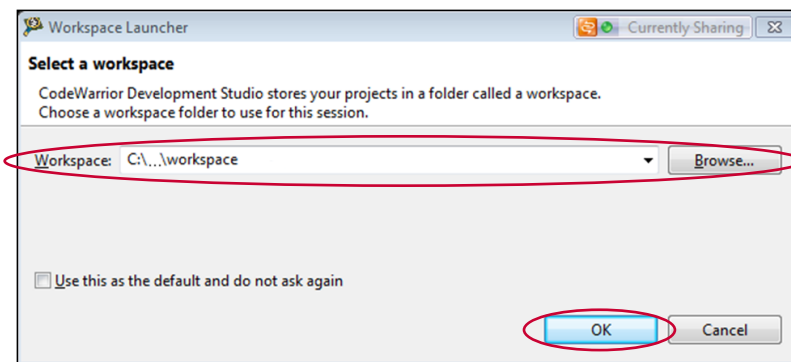 Workspace Launcher
Currently Sharing
Select a workspace
CodeWarrior Development Studio stores your projects in a folder called a workspace.
Choose a workspace folder to use for this session.
Workspace: C:\...\workspace Browse...
Use this as the default and do not ask again
OK Cancel